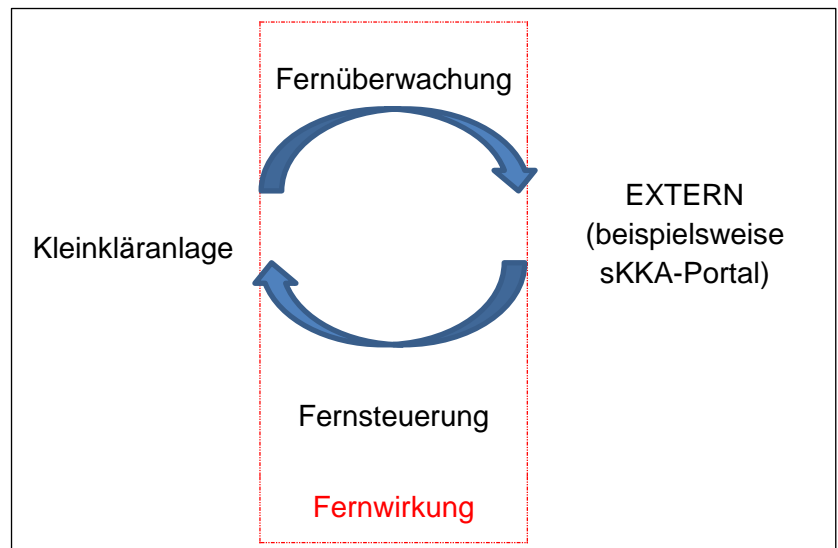 Fernüberwachung
Kleinkläranlage
EXTERN
(beispielsweise
sKKA-Portal)
Fernsteuerung
Fernwirkung